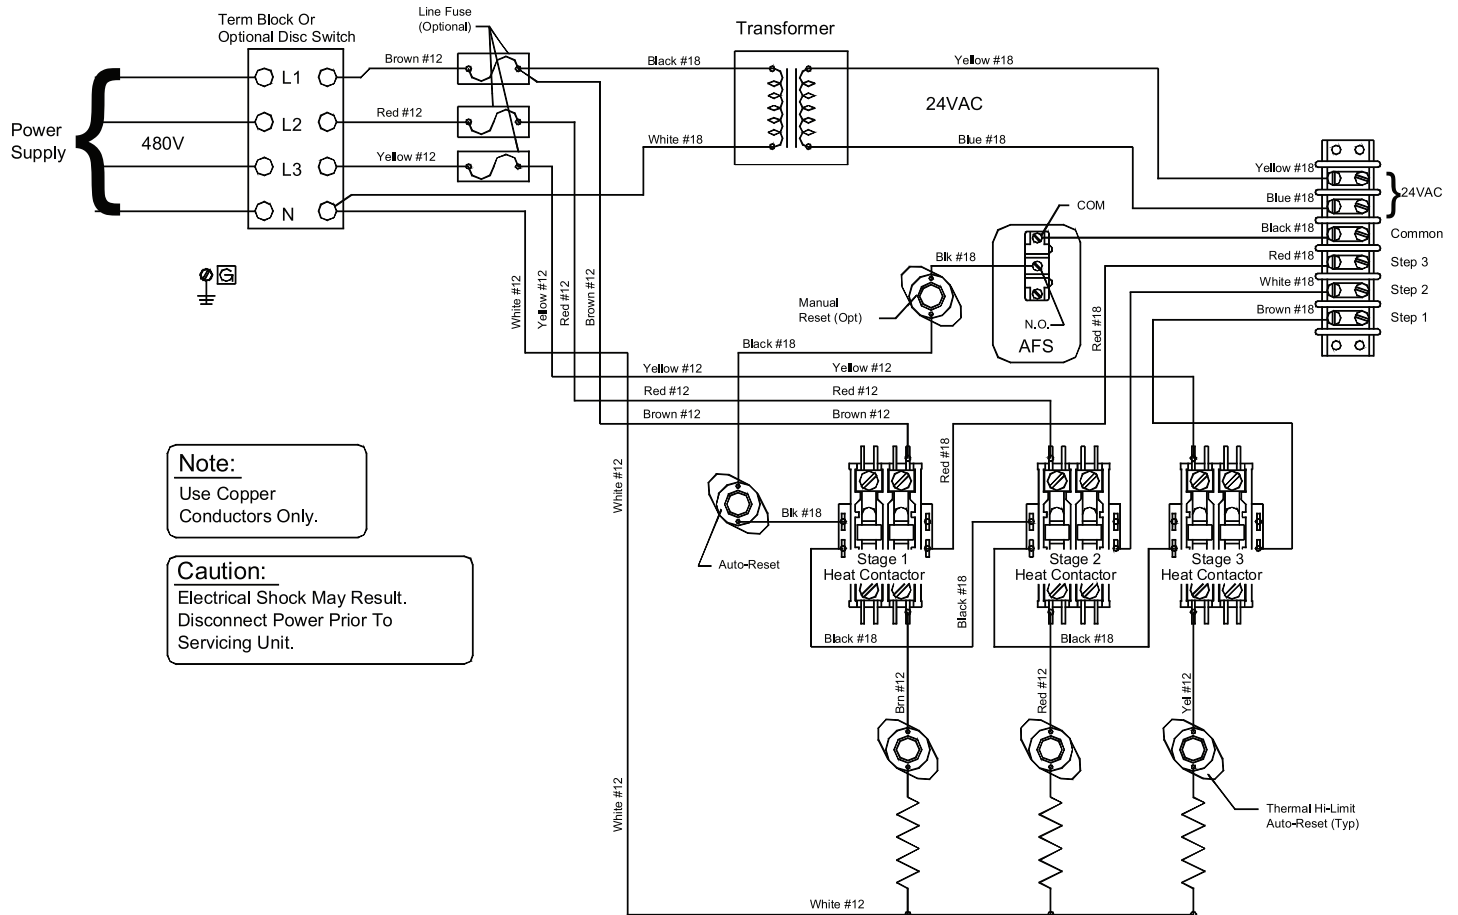 Term Block Or
Optional Disc Switch
Line Fuse
(Optional)
Transformer
Power
Supply
480V
L1
L2
L3
N
G
Brown #12
Red #12
Yellow #12
Black #18
White #18
Yellow #18
24VAC
Blue #18
Yellow #18
Blue #18
24VAC
Black #18
Common
Red #18
Step 3
White #18
Step 2
Brown #18
Step 1
COM
Blk #18
N.O.
AFS
Manual
Reset (Opt)
Black #18
Red #18
White #12
Yellow #12
Red #12
Brown #12
Yellow #12
Yellow #12
Red #12
Red #12
Brown #12
Brown #12
White #12
Red #18
Blk #18
Auto-Reset
Note:
Use Copper
Conductors Only.
Caution:
Electrical Shock May Result.
Disconnect Power Prior To
Servicing Unit.
Stage 1
Heat Contactor
Stage 2
Heat Contactor
Stage 3
Heat Contactor
Black #18
Black #18
Black #18
Brn #12
Red #12
Yel #12
Thermal Hi-Limit
Auto-Reset (Typ)
White #12
White #12